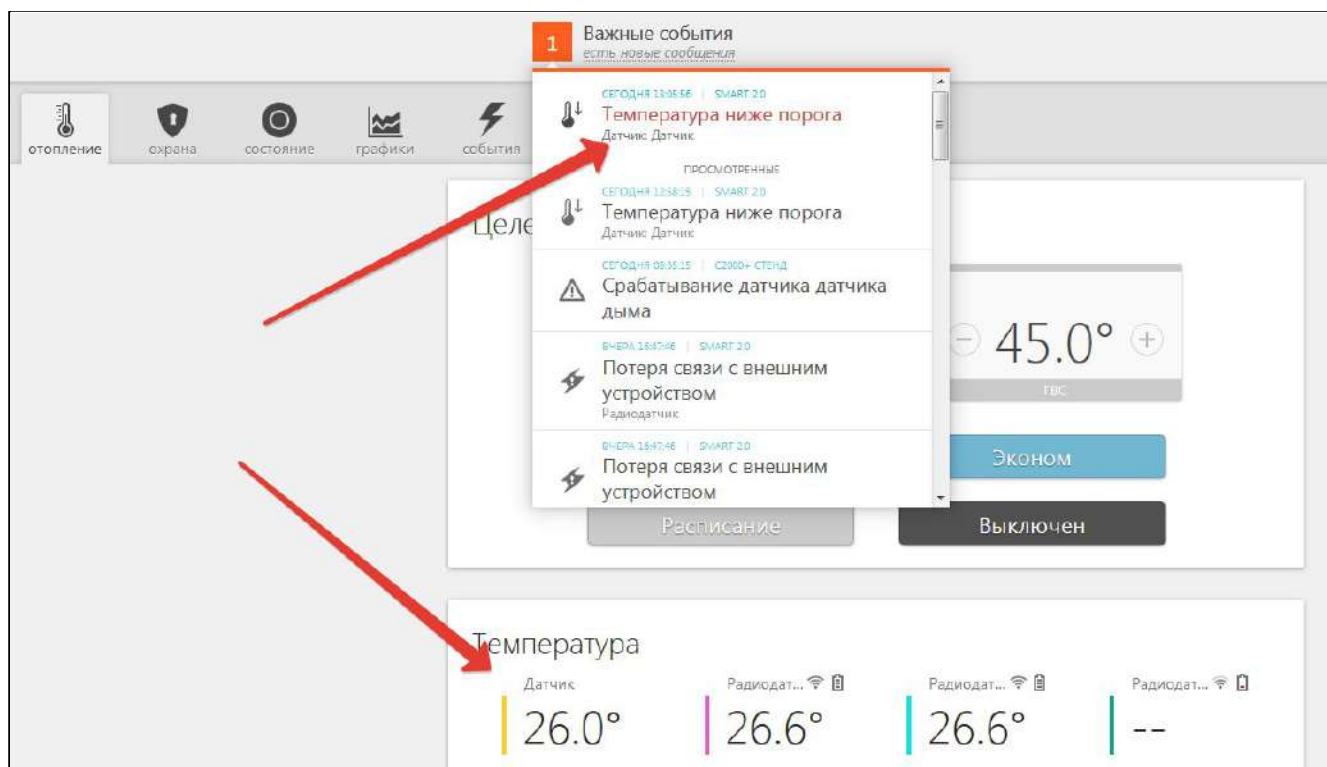 1
Важные события
есть новые сообщения
отопление
охрана
состояние
графики
события
СЕГОДНЯ 13:05:56 | SMART 2.0
Температура ниже порога
Датчик: Датчик
ПРОСМОТРЕННЫЕ
СЕГОДНЯ 12:58:15 | SMART 2.0
Температура ниже порога
Датчик: Датчик
СЕГОДНЯ | С2000+ СТЕНД
Срабатывание датчика датчика
дыма
ВЧЕРА 16:47:46 | SMART 2.0
Потеря связи с внешним
устройством
Радиодатчик
ВЧЕРА 16:47:46 | SMART 2.0
Потеря связи с внешним
устройством
Целе
45.0°
ГВС
Эконом
Расписание
Выключен
Температура
Датчик
Радиодат...
Радиодат...
Радиодат...
26.0°
26.6°
26.6°
--